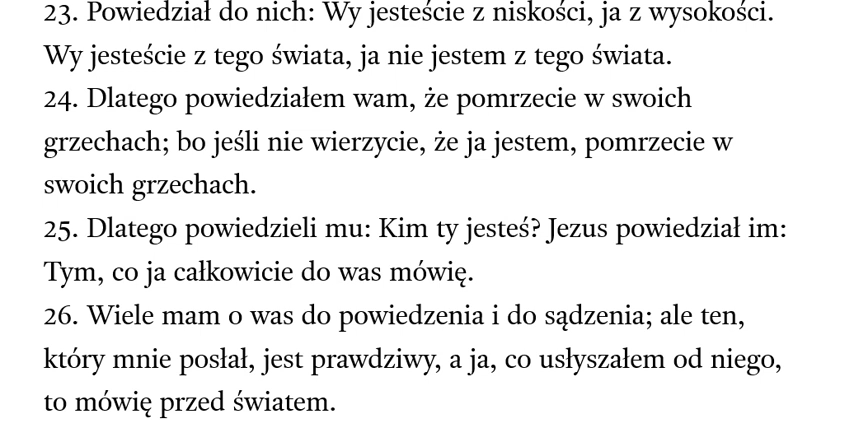 23. Powiedział do nich: Wy jesteście z niskości, ja z wysokości.
Wy jesteście z tego świata, ja nie jestem z tego świata.
24. Dlatego powiedziałem wam, że pomrzecie w swoich
grzechach; bo jeśli nie wierzycie, że ja jestem, pomrzecie w
swoich grzechach.
25. Dlatego powiedzieli mu: Kim ty jesteś? Jezus powiedział im:
Tym, co ja całkowicie do was mówię.
26. Wiele mam o was do powiedzenia i do sądzenia; ale ten,
który mnie posłał, jest prawdziwy, a ja, co usłyszałem od niego,
to mówię przed światem.